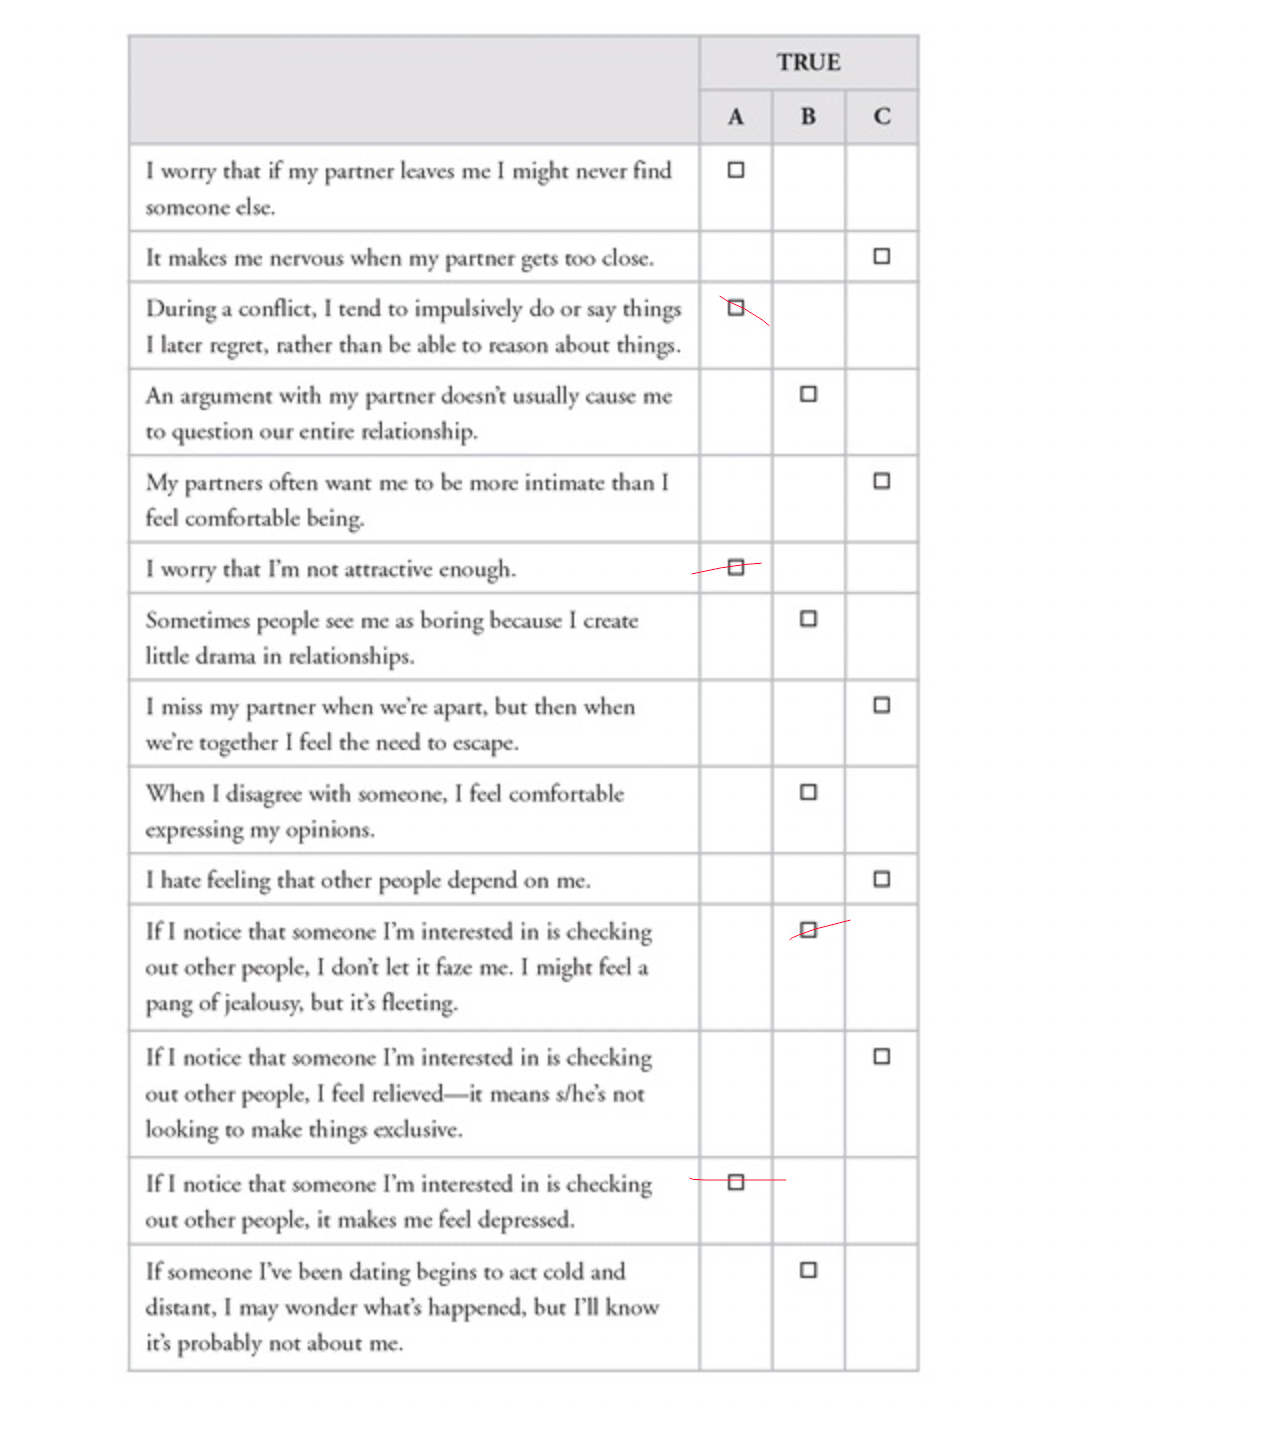 TRUE
A B C
I worry that if my partner leaves me I might never find
someone else.
It makes me nervous when my partner gets too close.
During a conflict, I tend to impulsively do or say things
I later regret, rather than be able to reason about things.
An argument with my partner doesn't usually cause me
to question our entire relationship.
My partners often want me to be more intimate than I
feel comfortable being.
I worry that I'm not attractive enough.
Sometimes people see me as boring because I create
little drama in relationships.
I miss my partner when we're apart, but then when
we're together I feel the need to escape.
When I disagree with someone, I feel comfortable
expressing my opinions.
I hate feeling that other people depend on me.
If I notice that someone I'm interested in is checking
out other people, I don't let it faze me. I might feel a
pang of jealousy, but it's fleeting.
If I notice that someone I'm interested in is checking
out other people, I feel relieved—it means s/he's not
looking to make things exclusive.
If I notice that someone I'm interested in is checking
out other people, it makes me feel depressed.
If someone I've been dating begins to act cold and
distant, I may wonder what's happened, but I'll know
it's probably not about me.